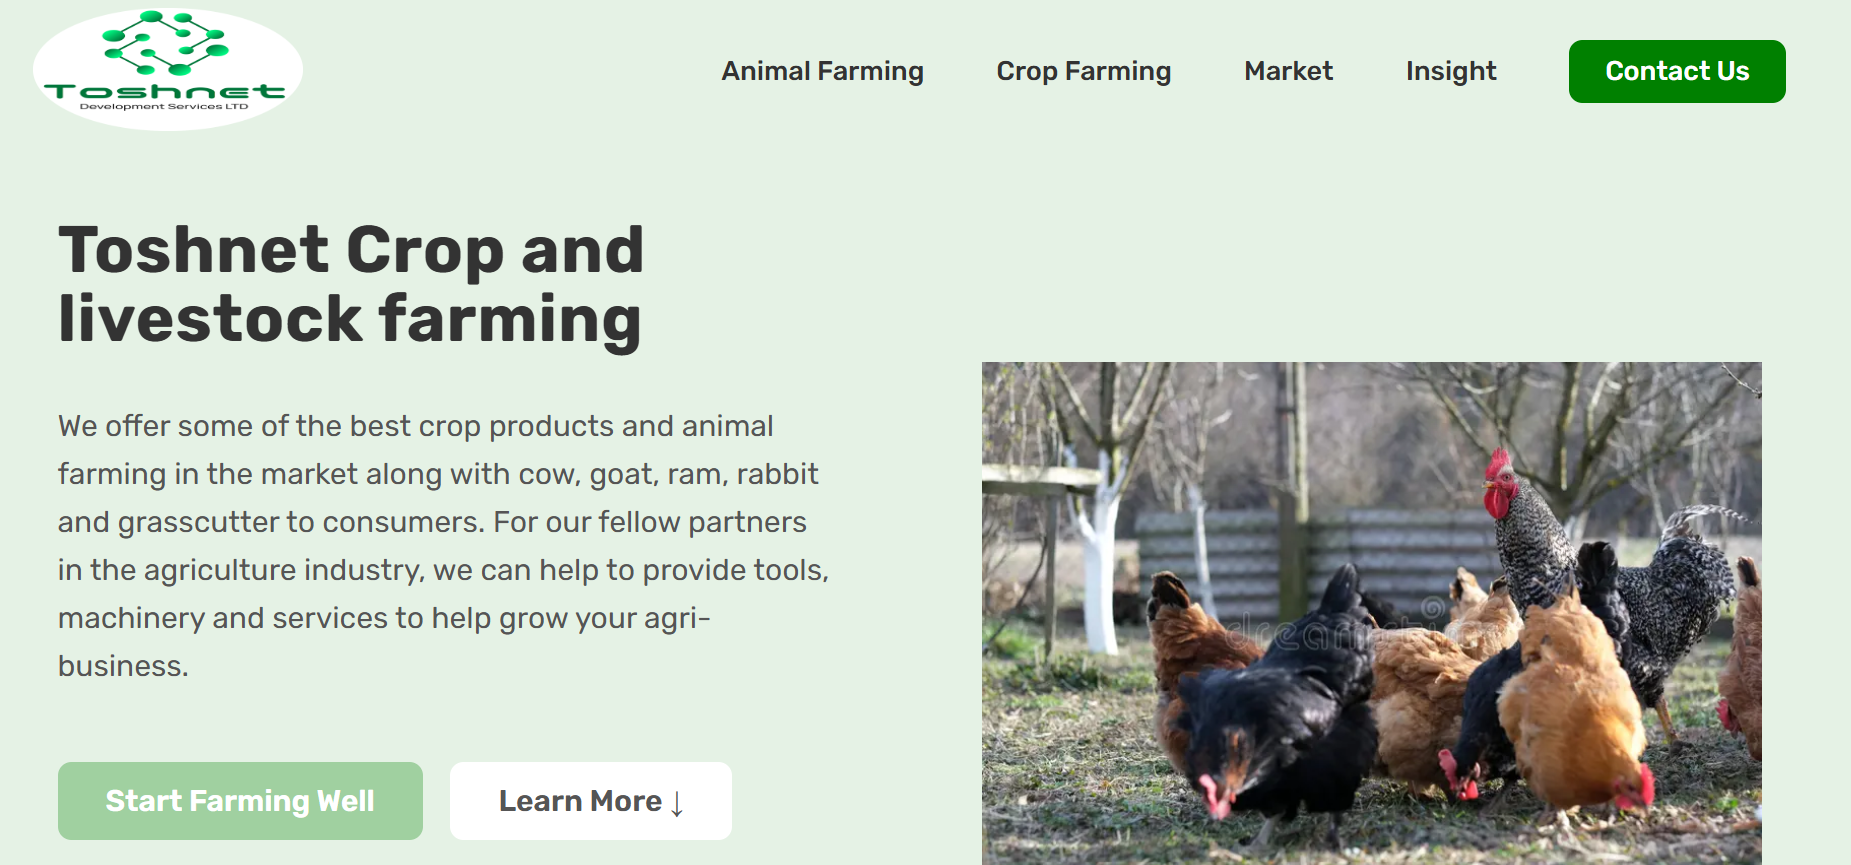 Toshnet
Development Services LTD
Animal Farming
Crop Farming
Market
Insight
Contact Us
Toshnet Crop and
livestock farming
We offer some of the best crop products and animal
farming in the market along with cow, goat, ram, rabbit
and grasscutter to consumers. For our fellow partners
in the agriculture industry, we can help to provide tools,
machinery and services to help grow your agri-
business.
Start Farming Well
Learn More ↓